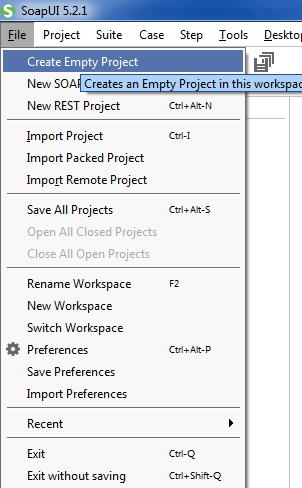 SoapUI 5.2.1
File Project Suite Case Step Tools Deskto
Create Empty Project
New SOAP
Creates an Empty Project in this workspac
New REST Project Ctrl+Alt-N
Import Project Ctrl-I
Import Packed Project
Import Remote Project
Save All Projects Ctrl+Alt-S
Open All Closed Projects
Close All Open Projects
Rename Workspace F2
New Workspace
Switch Workspace
Preferences Ctrl+Alt-P
Save Preferences
Import Preferences
Recent
Exit Ctrl-Q
Exit without saving Ctrl+Shift-Q